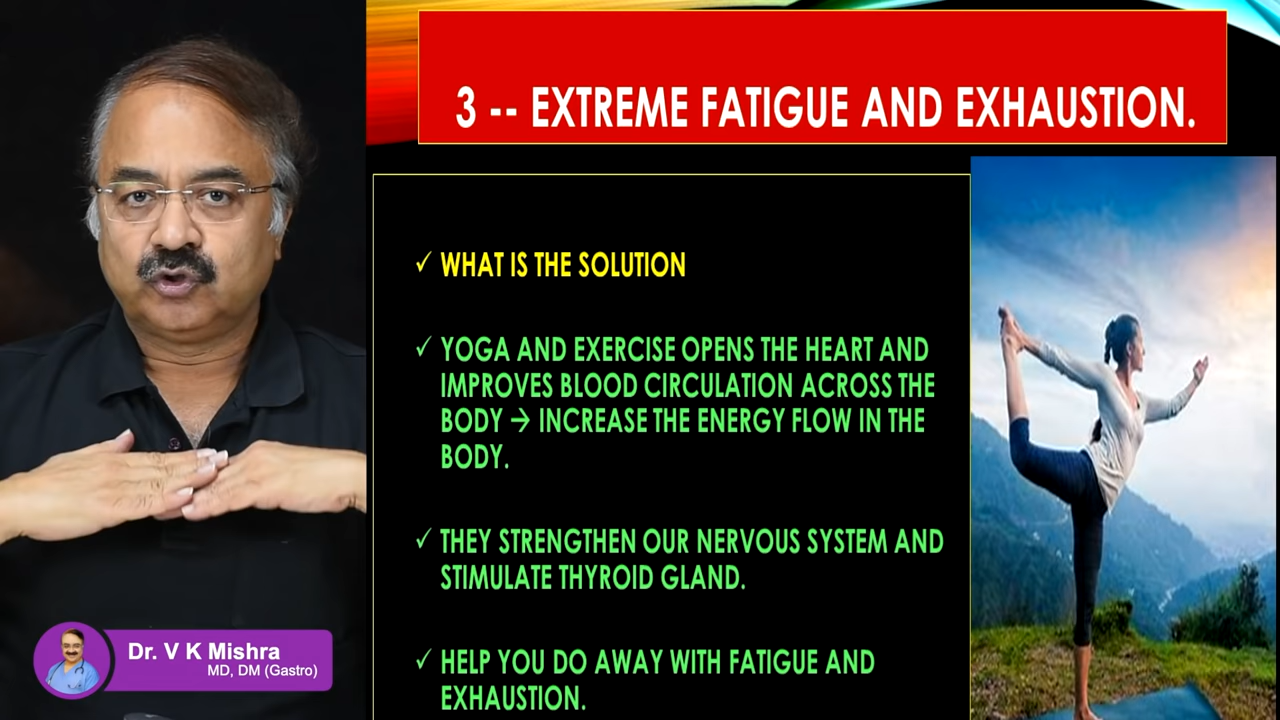 3 -- EXTREME FATIGUE AND EXHAUSTION.
✓ WHAT IS THE SOLUTION
✓ YOGA AND EXERCISE OPENS THE HEART AND
IMPROVES BLOOD CIRCULATION ACROSS THE
BODY → INCREASE THE ENERGY FLOW IN THE
BODY.
✓ THEY STRENGTHEN OUR NERVOUS SYSTEM AND
STIMULATE THYROID GLAND.
✓ HELP YOU DO AWAY WITH FATIGUE AND
EXHAUSTION.
Dr. V K Mishra
MD, DM (Gastro)